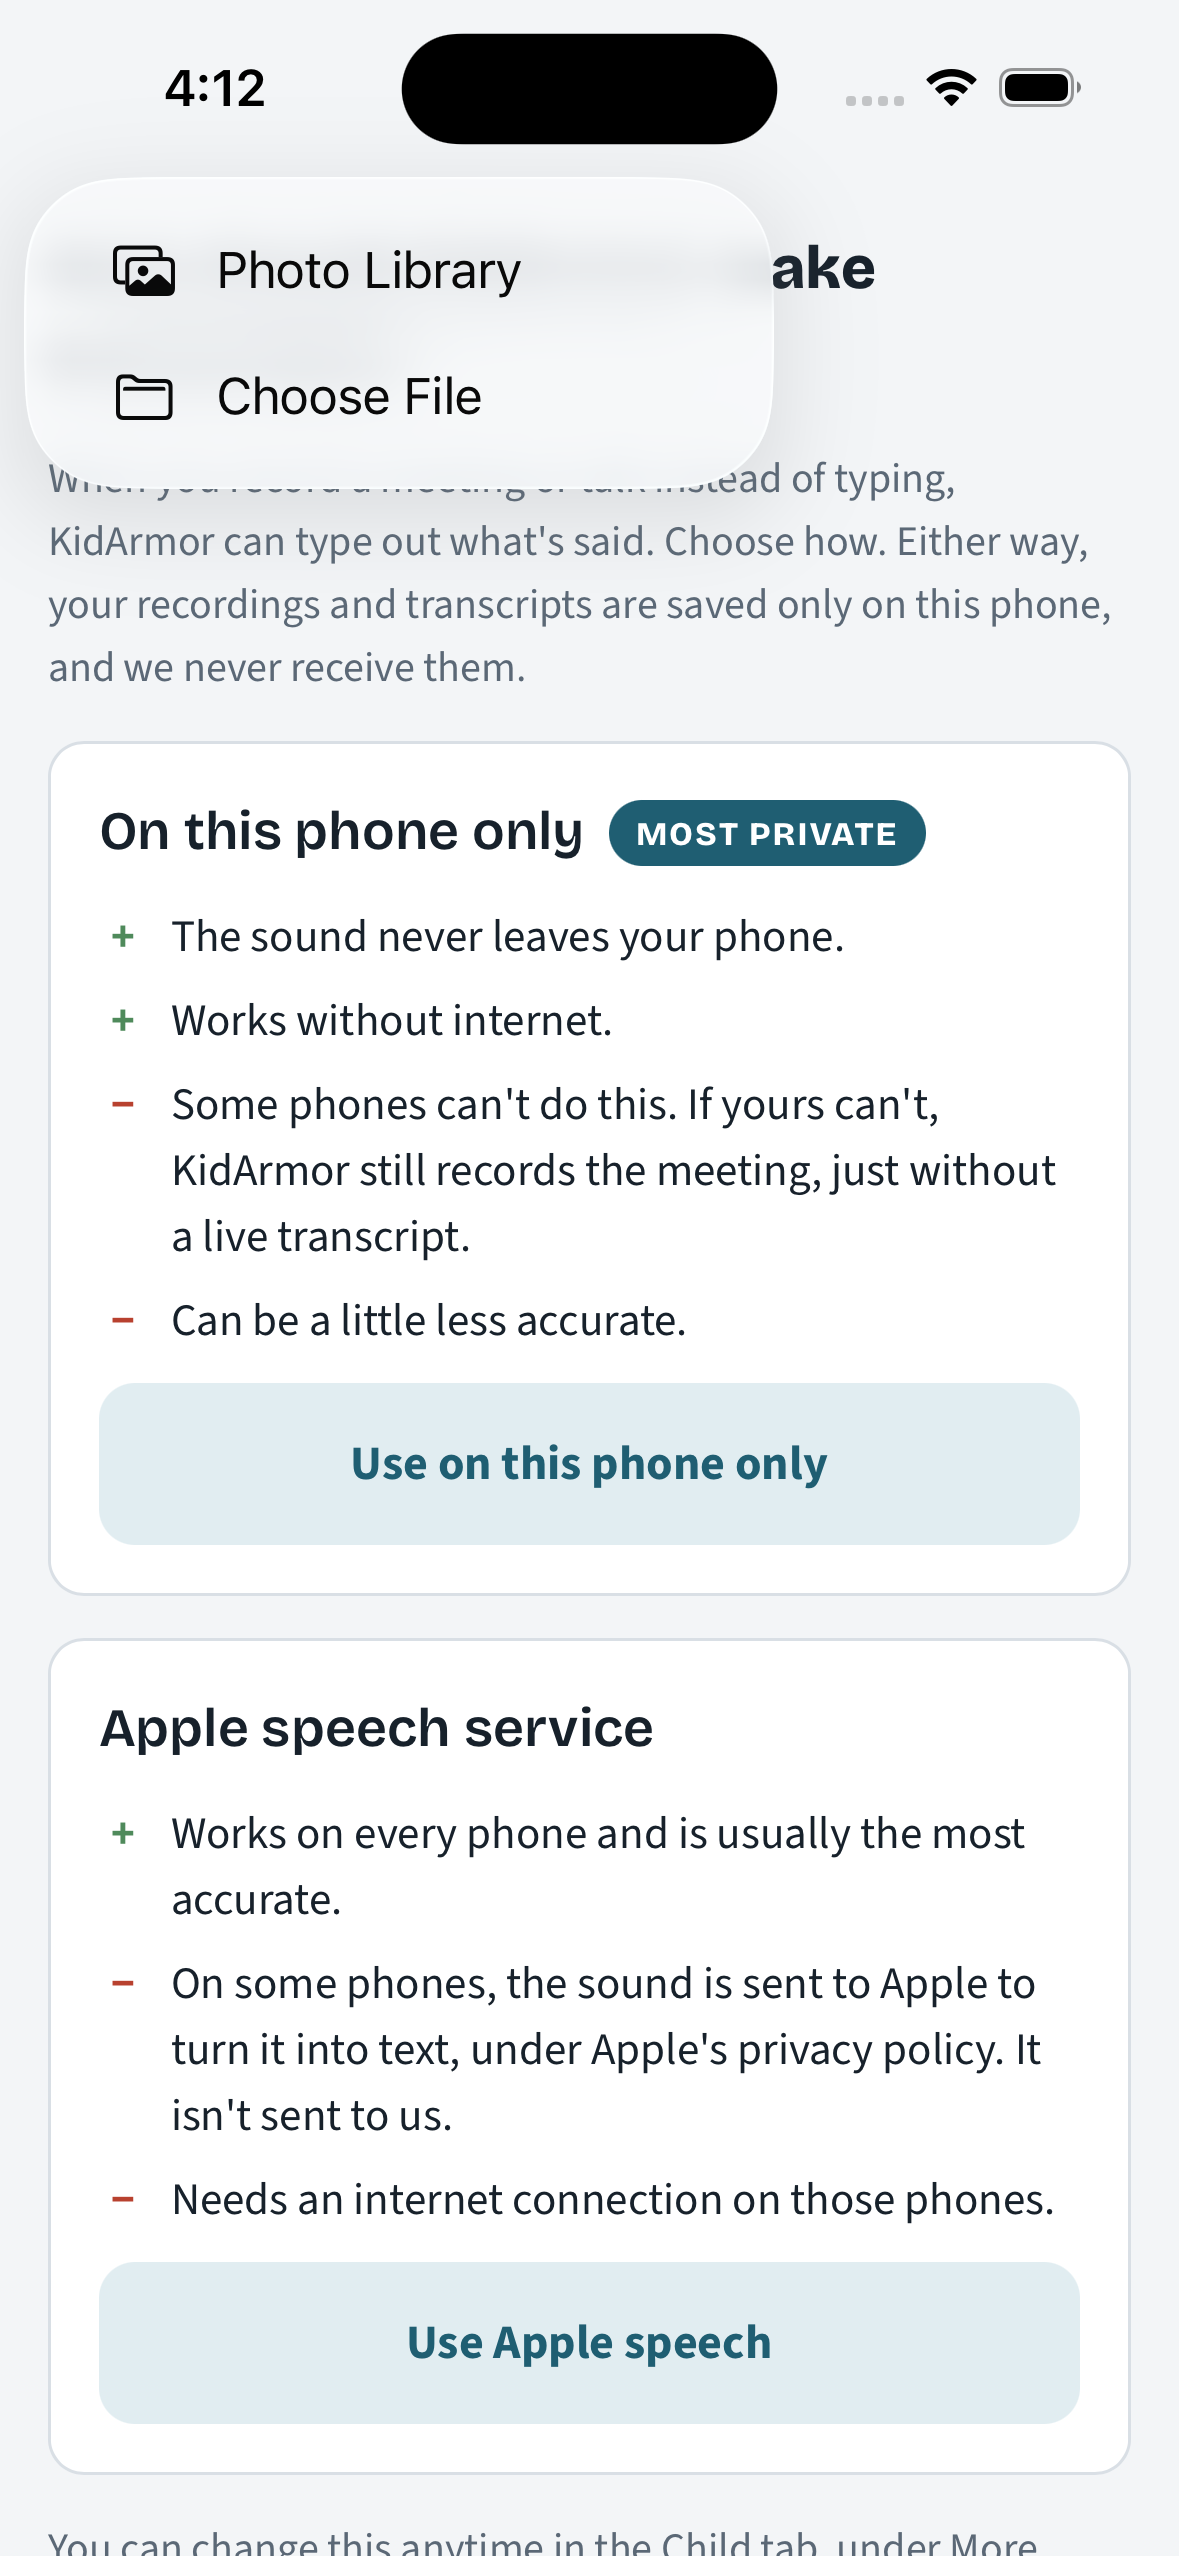 4:12
Photo Library
ake
Choose File
When you record a meeting or talk instead of typing,
KidArmor can type out what's said. Choose how. Either way,
your recordings and transcripts are saved only on this phone,
and we never receive them.
On this phone only MOST PRIVATE
+ The sound never leaves your phone.
+ Works without internet.
− Some phones can't do this. If yours can't,
KidArmor still records the meeting, just without
a live transcript.
− Can be a little less accurate.
Use on this phone only
Apple speech service
+ Works on every phone and is usually the most
accurate.
− On some phones, the sound is sent to Apple to
turn it into text, under Apple's privacy policy. It
isn't sent to us.
− Needs an internet connection on those phones.
Use Apple speech
You can change this anytime in the Child tab, under More